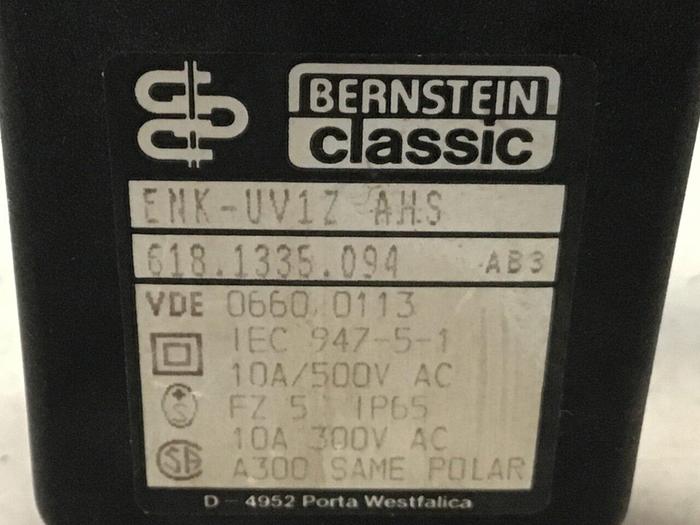 BERNSTEIN
classic
ENK-UV1Z AHS
618.1335.094 AB3
VDE 0660, 0113
IEC 947-5-1
10A/500V AC
S FZ 5 IP65
10A 300V AC
SA A300 SAME POLAR
D - 4952 Porta Westfalica